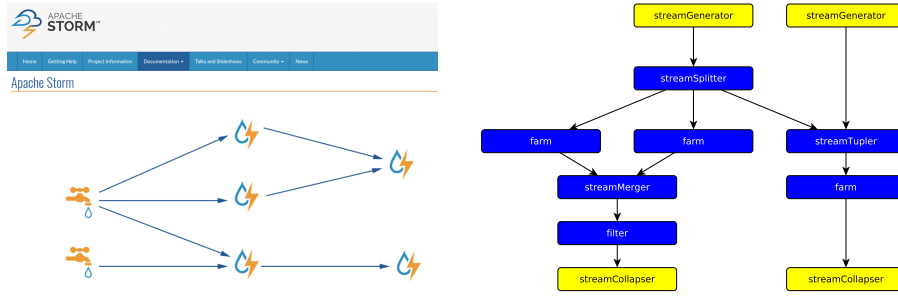 APACHE
STORM™
Home Getting Help Project Information Documentation Talks and Slideshows Community News
Apache Storm
streamGenerator streamGenerator
streamSplitter
farm farm streamTupler
streamMerger farm
filter
streamCollapser streamCollapser